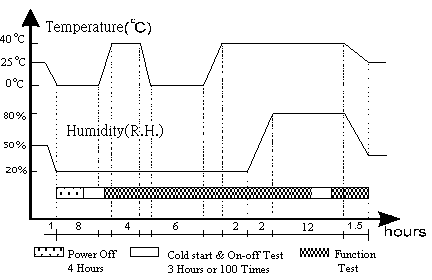 Temperature(℃)
40℃
25℃
0℃
80%
Humidity(R.H.)
50%
20%
1 8 4 6 2 2 12 1.5 hours
Power Off Cold start & On-off Test Function
4 Hours 3 Hours or 100 Times Test